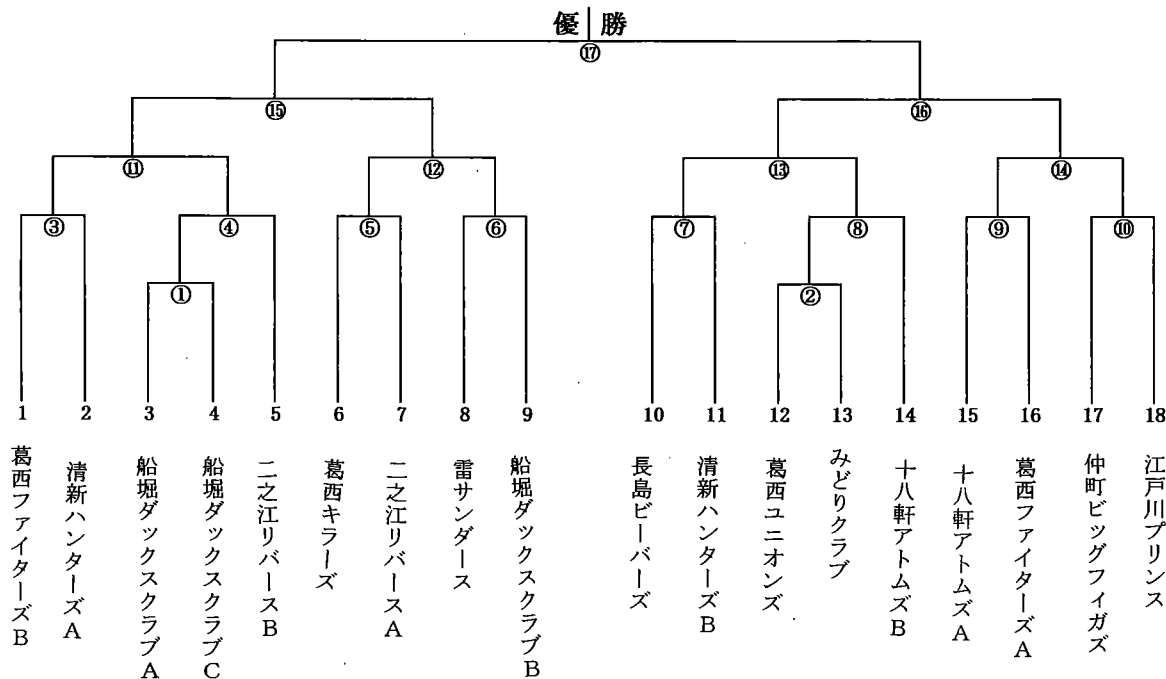 優勝
⑰
⑮
⑯
⑪
⑫
⑬
⑭
③
④
⑤
⑥
⑦
⑧
⑨
⑩
①
②
1
2
3
4
5
6
7
8
9
10
11
12
13
14
15
16
17
18
葛西ファイターズB
清新ハンターズA
船堀ダックスクラブA
船堀ダックスクラブC
二之江リバースB
葛西キラーズ
二之江リバースA
雷サンダース
船堀ダックスクラブB
長島ビーバーズ
清新ハンターズB
葛西ユニオンズ
みどりクラブ
十八軒アトムズB
十八軒アトムズA
葛西ファイターズA
仲町ビッグフィガズ
江戸川プリンス